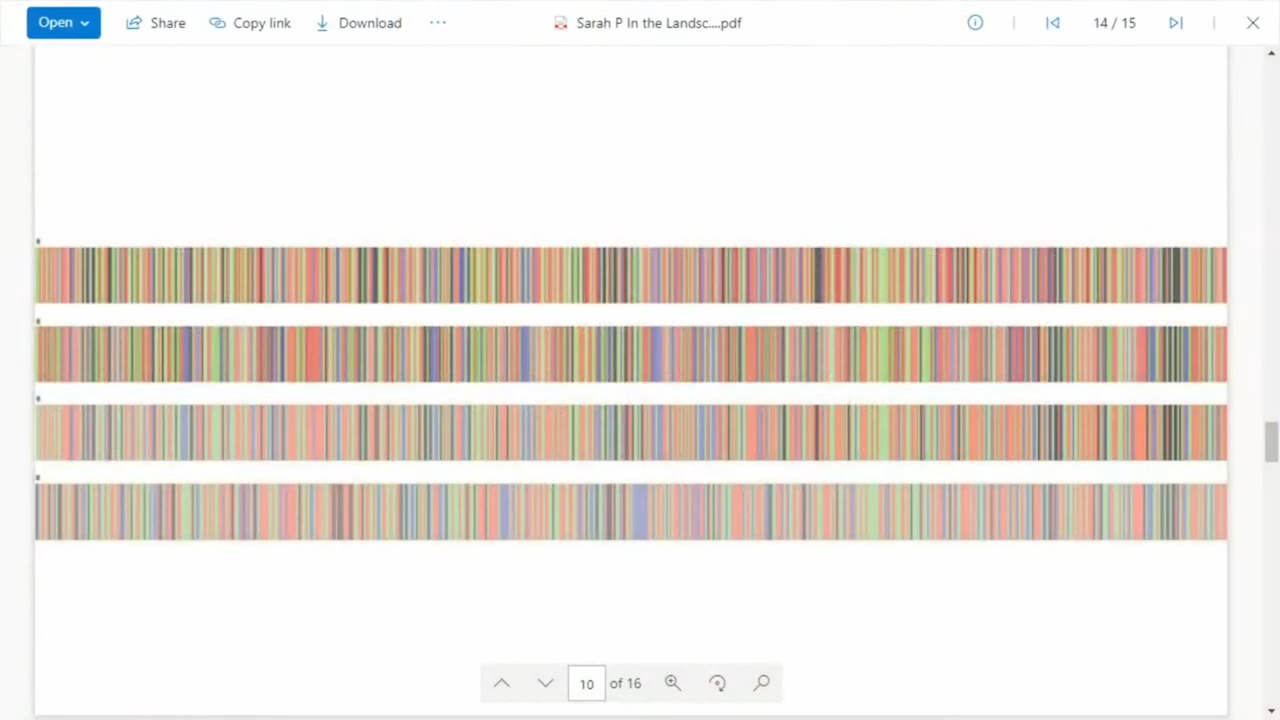 Open Share Copy link Download ... Sarah P In the Landsc....pdf 14 / 15
10 of 16